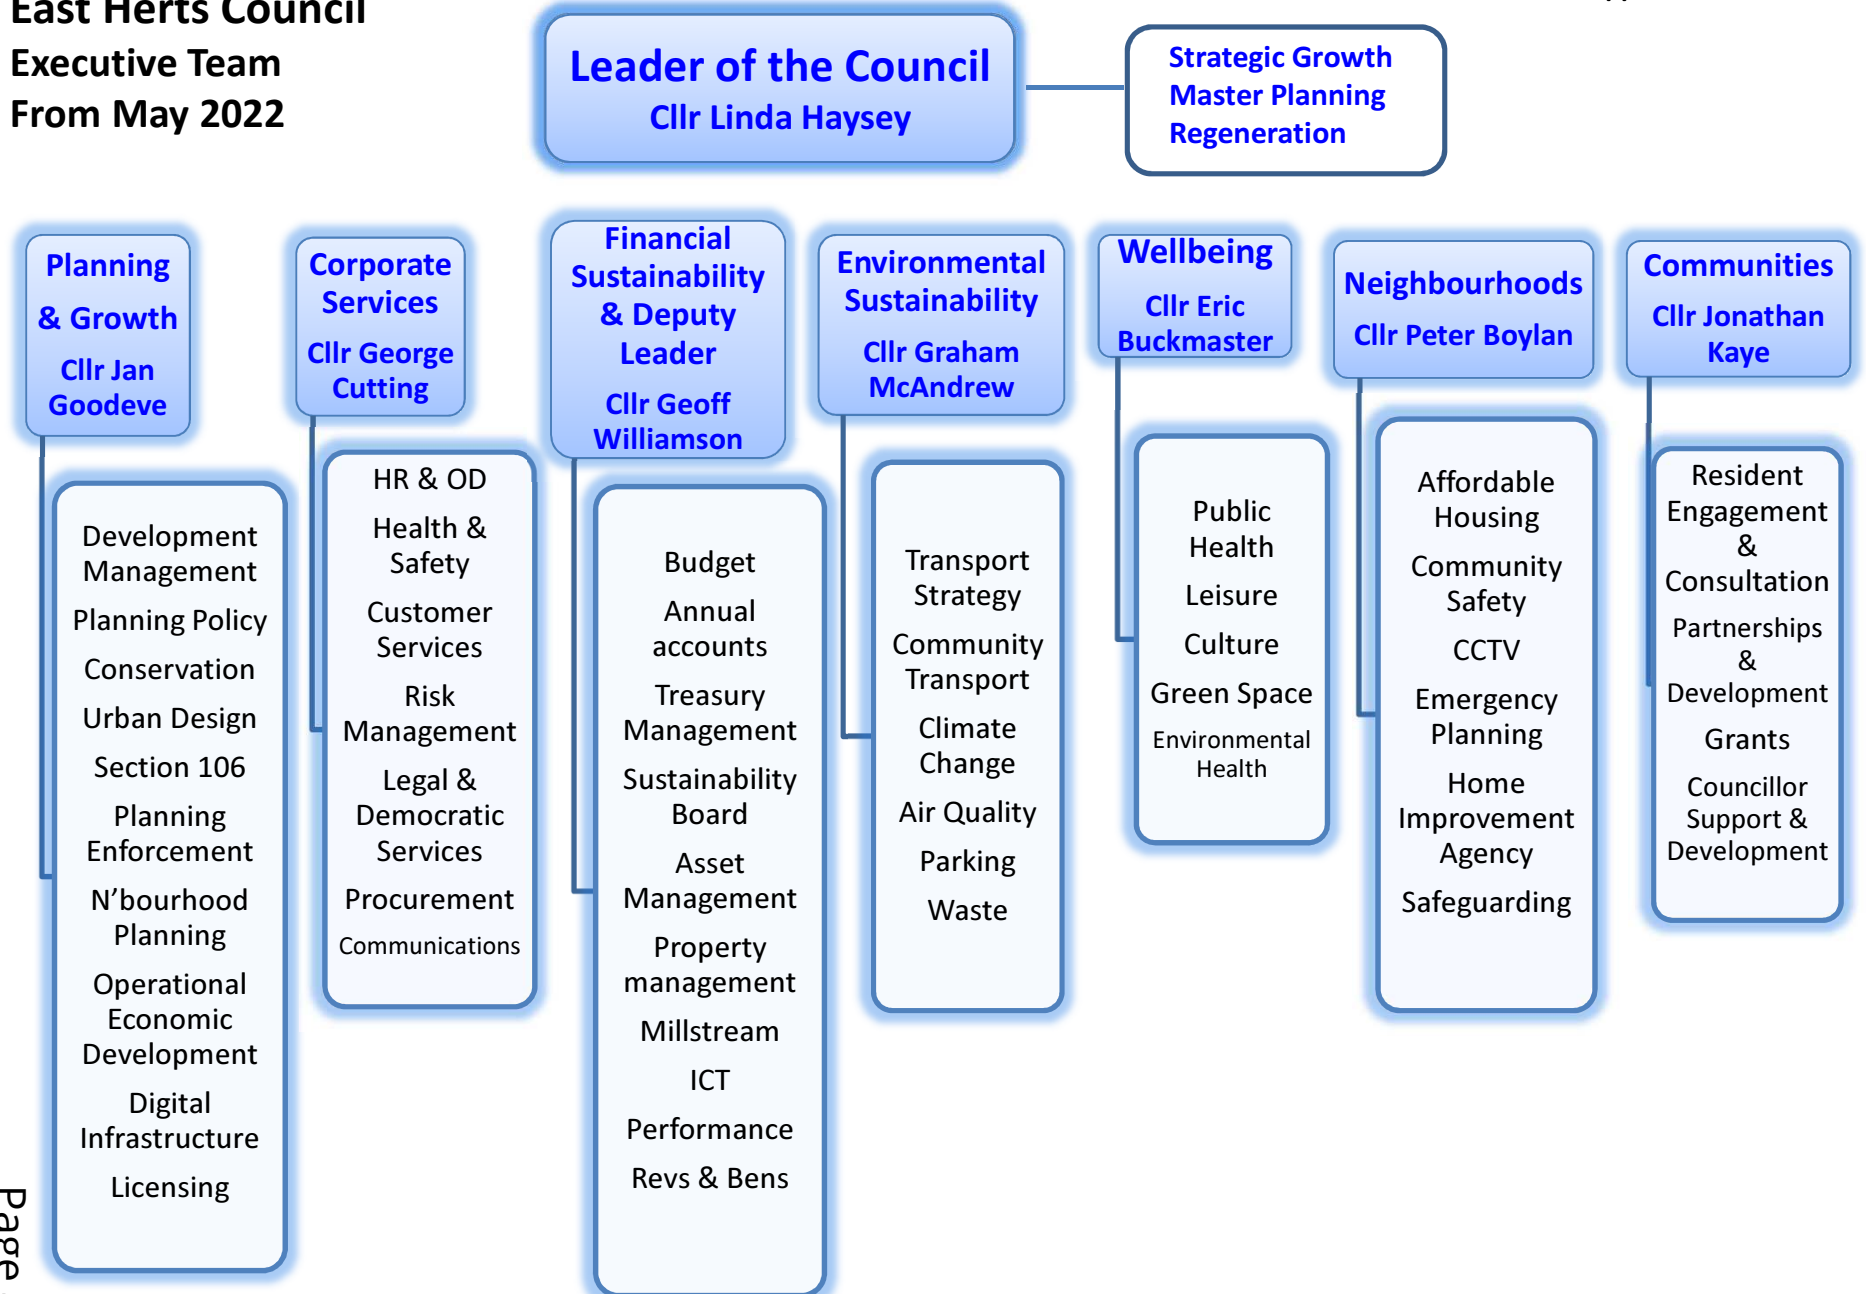 East Herts Council
Executive Team
From May 2022
Leader of the Council
Cllr Linda Haysey
Strategic Growth
Master Planning
Regeneration
Planning
& Growth
Cllr Jan
Goodeve
Development
Management
Planning Policy
Conservation
Urban Design
Section 106
Planning
Enforcement
N’bourhood
Planning
Operational
Economic
Development
Digital
Infrastructure
Licensing
Corporate
Services
Cllr George
Cutting
HR & OD
Health &
Safety
Customer
Services
Risk
Management
Legal &
Democratic
Services
Procurement
Communications
Financial
Sustainability
& Deputy
Leader
Cllr Geoff
Williamson
Budget
Annual
accounts
Treasury
Management
Sustainability
Board
Asset
Management
Property
management
Millstream
ICT
Performance
Revs & Bens
Environmental
Sustainability
Cllr Graham
McAndrew
Transport
Strategy
Community
Transport
Climate
Change
Air Quality
Parking
Waste
Wellbeing
Cllr Eric
Buckmaster
Public
Health
Leisure
Culture
Green Space
Environmental
Health
Neighbourhoods
Cllr Peter Boylan
Affordable
Housing
Community
Safety
CCTV
Emergency
Planning
Home
Improvement
Agency
Safeguarding
Communities
Cllr Jonathan
Kaye
Resident
Engagement
&
Consultation
Partnerships
&
Development
Grants
Councillor
Support &
Development
Page